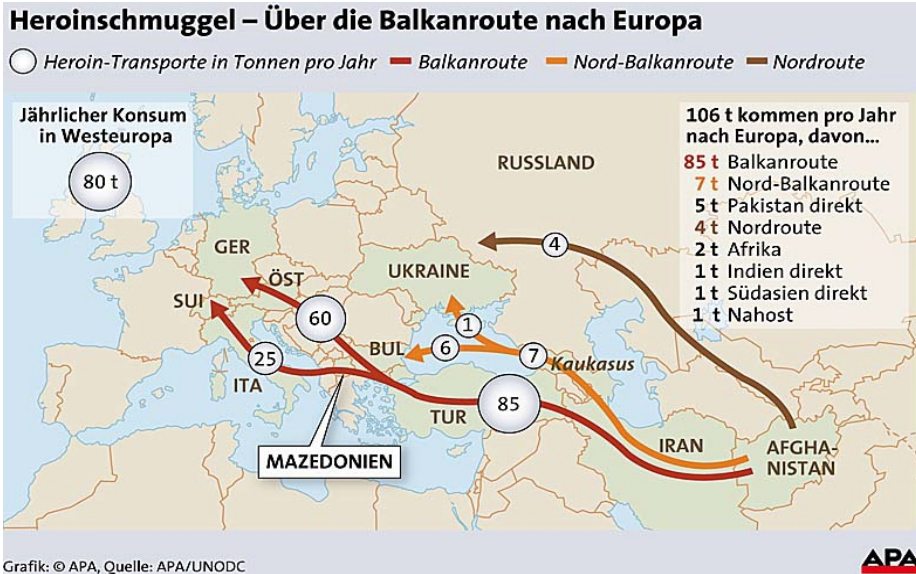 Heroinschmuggel – Über die Balkanroute nach Europa
Heroin-Transporte in Tonnen pro Jahr
Balkanroute
Nord-Balkanroute
Nordroute
Jährlicher Konsum
in Westeuropa
80 t
106 t kommen pro Jahr
nach Europa, davon...
85 t Balkanroute
7 t Nord-Balkanroute
5 t Pakistan direkt
4 t Nordroute
2 t Afrika
1 t Indien direkt
1 t Südasien direkt
1 t Nahost
RUSSLAND
4
GER
UKRAINE
ÖST
SUI
60
1
BUL
6
7
Kaukasus
25
ITA
TUR
85
IRAN
AFGHA-
NISTAN
MAZEDONIEN
Grafik: © APA, Quelle: APA/UNODC
APA